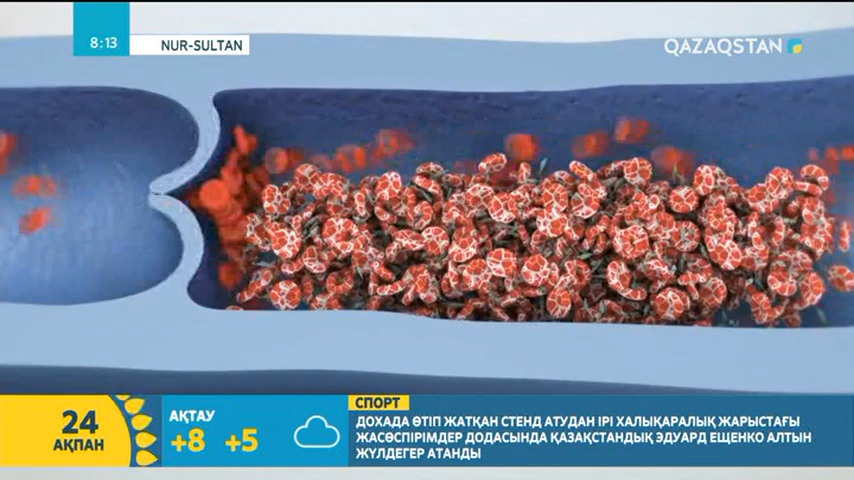 8:13
NUR-SULTAN
QAZAQSTAN
24
АҚПАН
АҚТАУ
+8 +5
СПОРТ
ДОХАДА ӨТІП ЖАТҚАН СТЕНД АТУДАН ІРІ ХАЛЫҚАРАЛЫҚ ЖАРЫСТАҒЫ
ЖАСӨСПІРІМДЕР ДОДАСЫНДА ҚАЗАҚСТАНДЫҚ ЭДУАРД ЕЩЕНКО АЛТЫН
ЖҮЛДЕГЕР АТАНДЫ